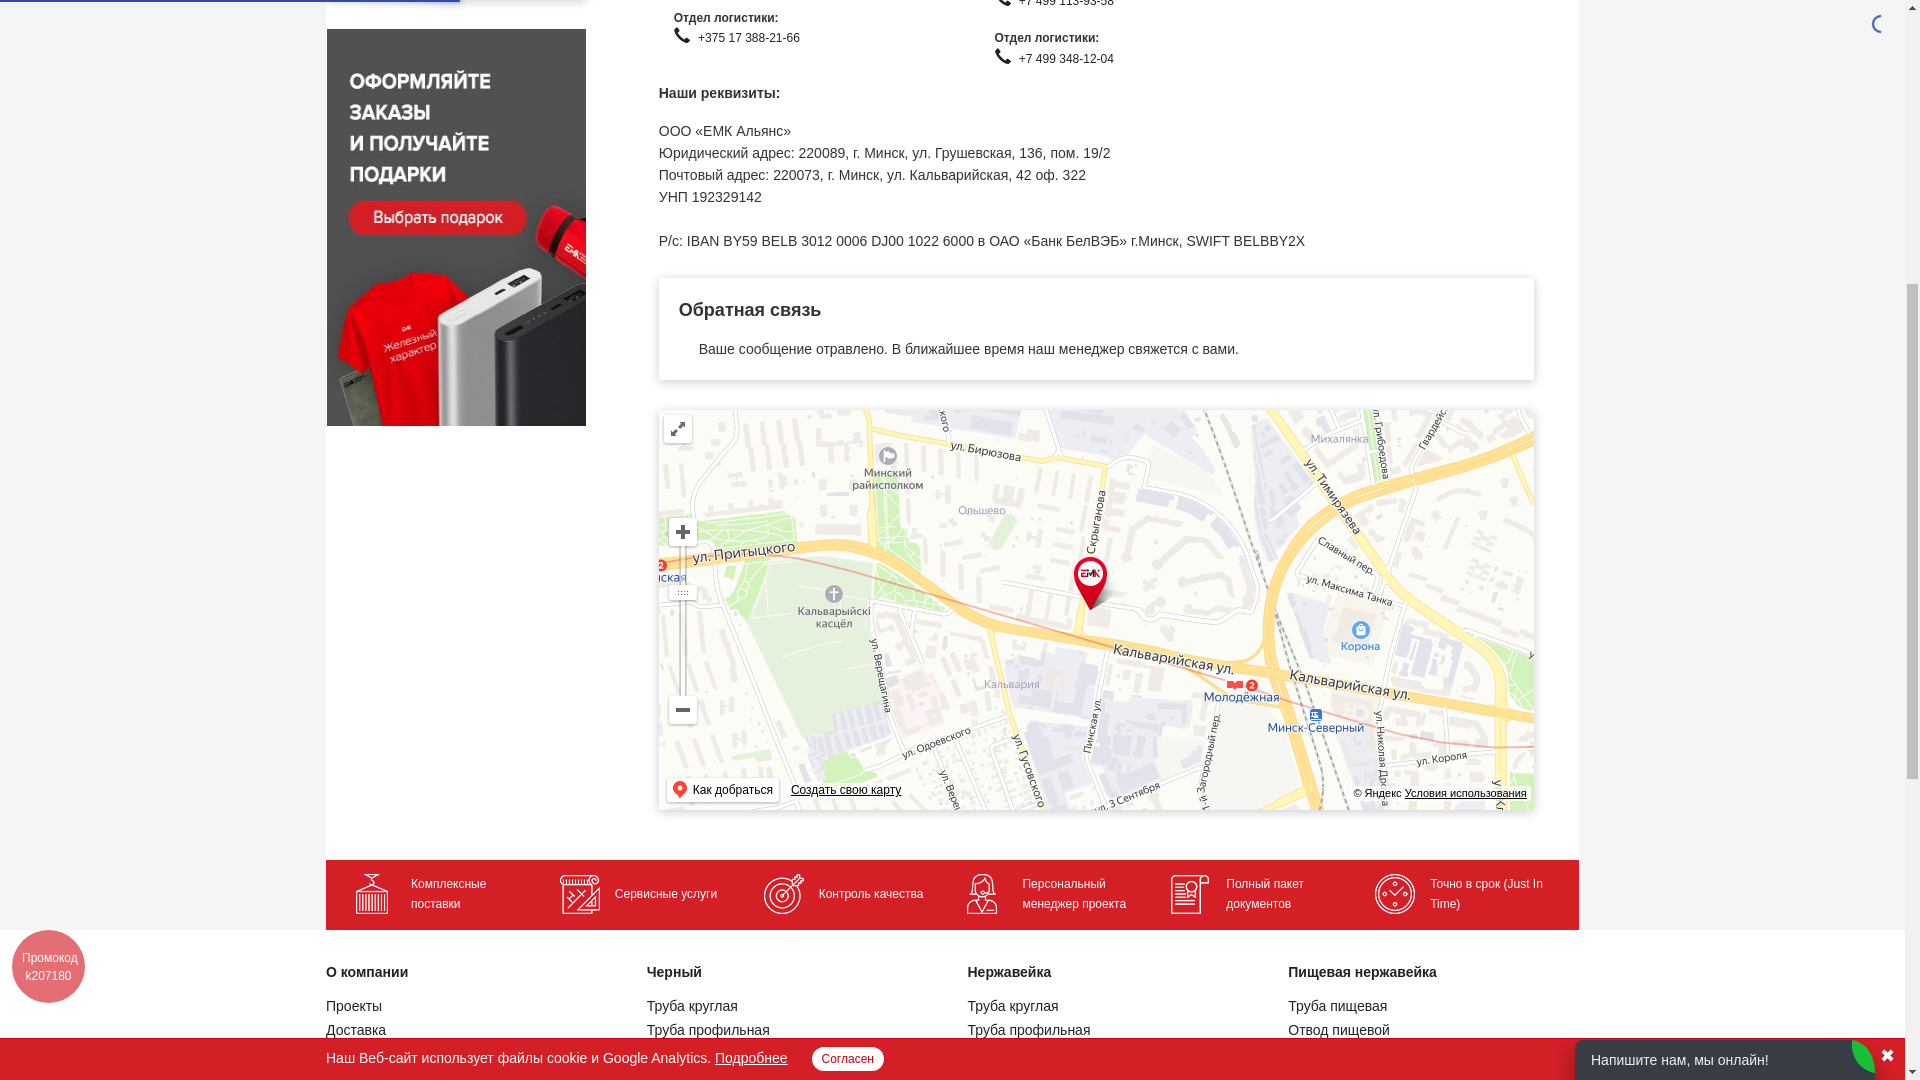 +7 499 113-93-58
Отдел логистики:
+375 17 388-21-66
Отдел логистики:
+7 499 348-12-04
ОФОРМЛЯЙТЕ
ЗАКАЗЫ
И ПОЛУЧАЙТЕ
ПОДАРКИ
Выбрать подарок
ЕМК
ЕМК
Железный
характер
Наши реквизиты:
ООО «ЕМК Альянс»
Юридический адрес: 220089, г. Минск, ул. Грушевская, 136, пом. 19/2
Почтовый адрес: 220073, г. Минск, ул. Кальварийская, 42 оф. 322
УНП 192329142
Р/с: IBAN BY59 BELB 3012 0006 DJ00 1022 6000 в ОАО «Банк БелВЭБ» г.Минск, SWIFT BELBBY2X
Обратная связь
Ваше сообщение отравлено. В ближайшее время наш менеджер свяжется с вами.
ул. Бирюзова
Минский
райисполком
Ольшево
Михалянка
ул. Грибоедова
Гвардейс
ул. Тимирязева
Скрыганова
ул. Притыцкого
Славный пер.
ул. Максима Танка
ЕМК
Кальварыйскі
касцёл
Корона
ул. Верещагина
Кальвария
Кальварийская ул.
Кальварийская ул.
2
Молодёжная
Минск-Северный
Пинская ул.
ул. Одоевского
ул. Гусовского
Загородный пер.
ул. Короля
ул. 3 Сентября
Как добраться
Создать свою карту
© Яндекс Условия использования
Комплексные
поставки
Сервисные услуги
Контроль качества
Персональный
менеджер проекта
Полный пакет
документов
Точно в срок (Just In
Time)
Промокод
k207180
О компании
Проекты
Доставка
Черный
Труба круглая
Труба профильная
Нержавейка
Труба круглая
Труба профильная
Пищевая нержавейка
Труба пищевая
Отвод пищевой
Наш Веб-сайт использует файлы cookie и Google Analytics. Подробнее
Согласен
Напишите нам, мы онлайн!